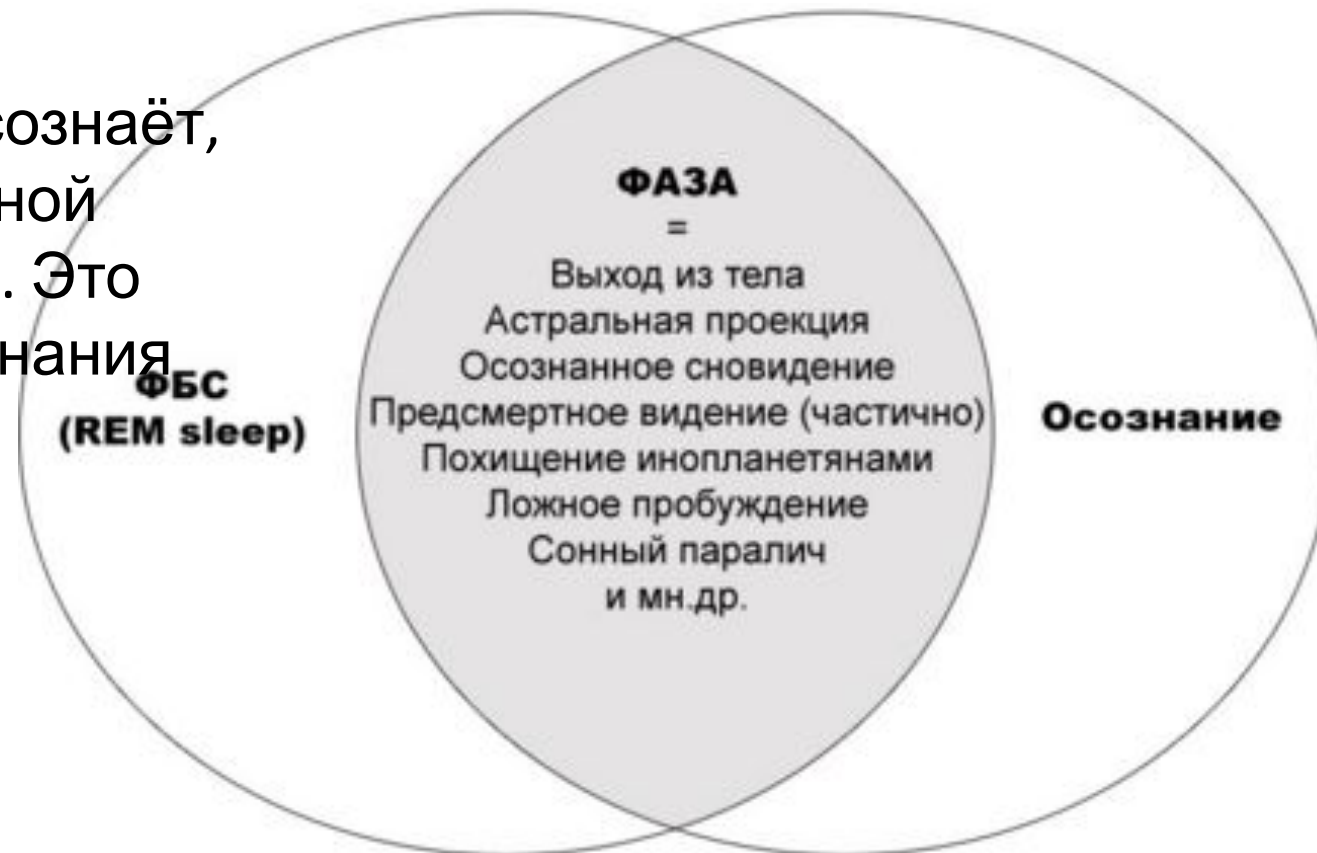 сознаёт,
ной
. Это
нания
ФБС
(REM sleep)
ФАЗА
=
Выход из тела
Астральная проекция
Осознанное сновидение
Предсмертное видение (частично)
Похищение инопланетянами
Ложное пробуждение
Сонный паралич
и мн.др.
Осознание